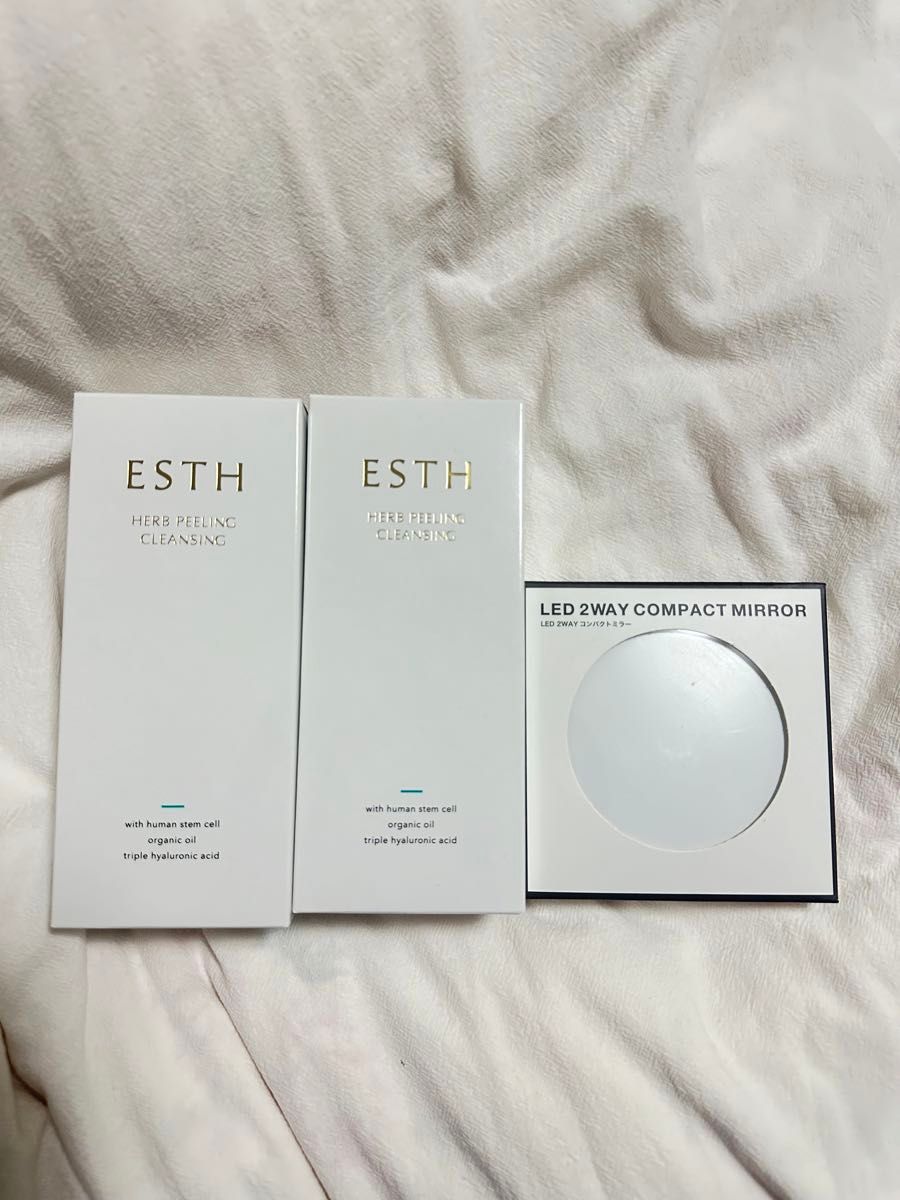 ESTH
HERB PEELING
CLEANSING
with human stem cell
organic oil
triple hyaluronic acid
ESTH
HERB PEELING
CLEANSING
with human stem cell
organic oil
triple hyaluronic acid
LED 2WAY COMPACT MIRROR
LED 2WAY コンパクトミラー